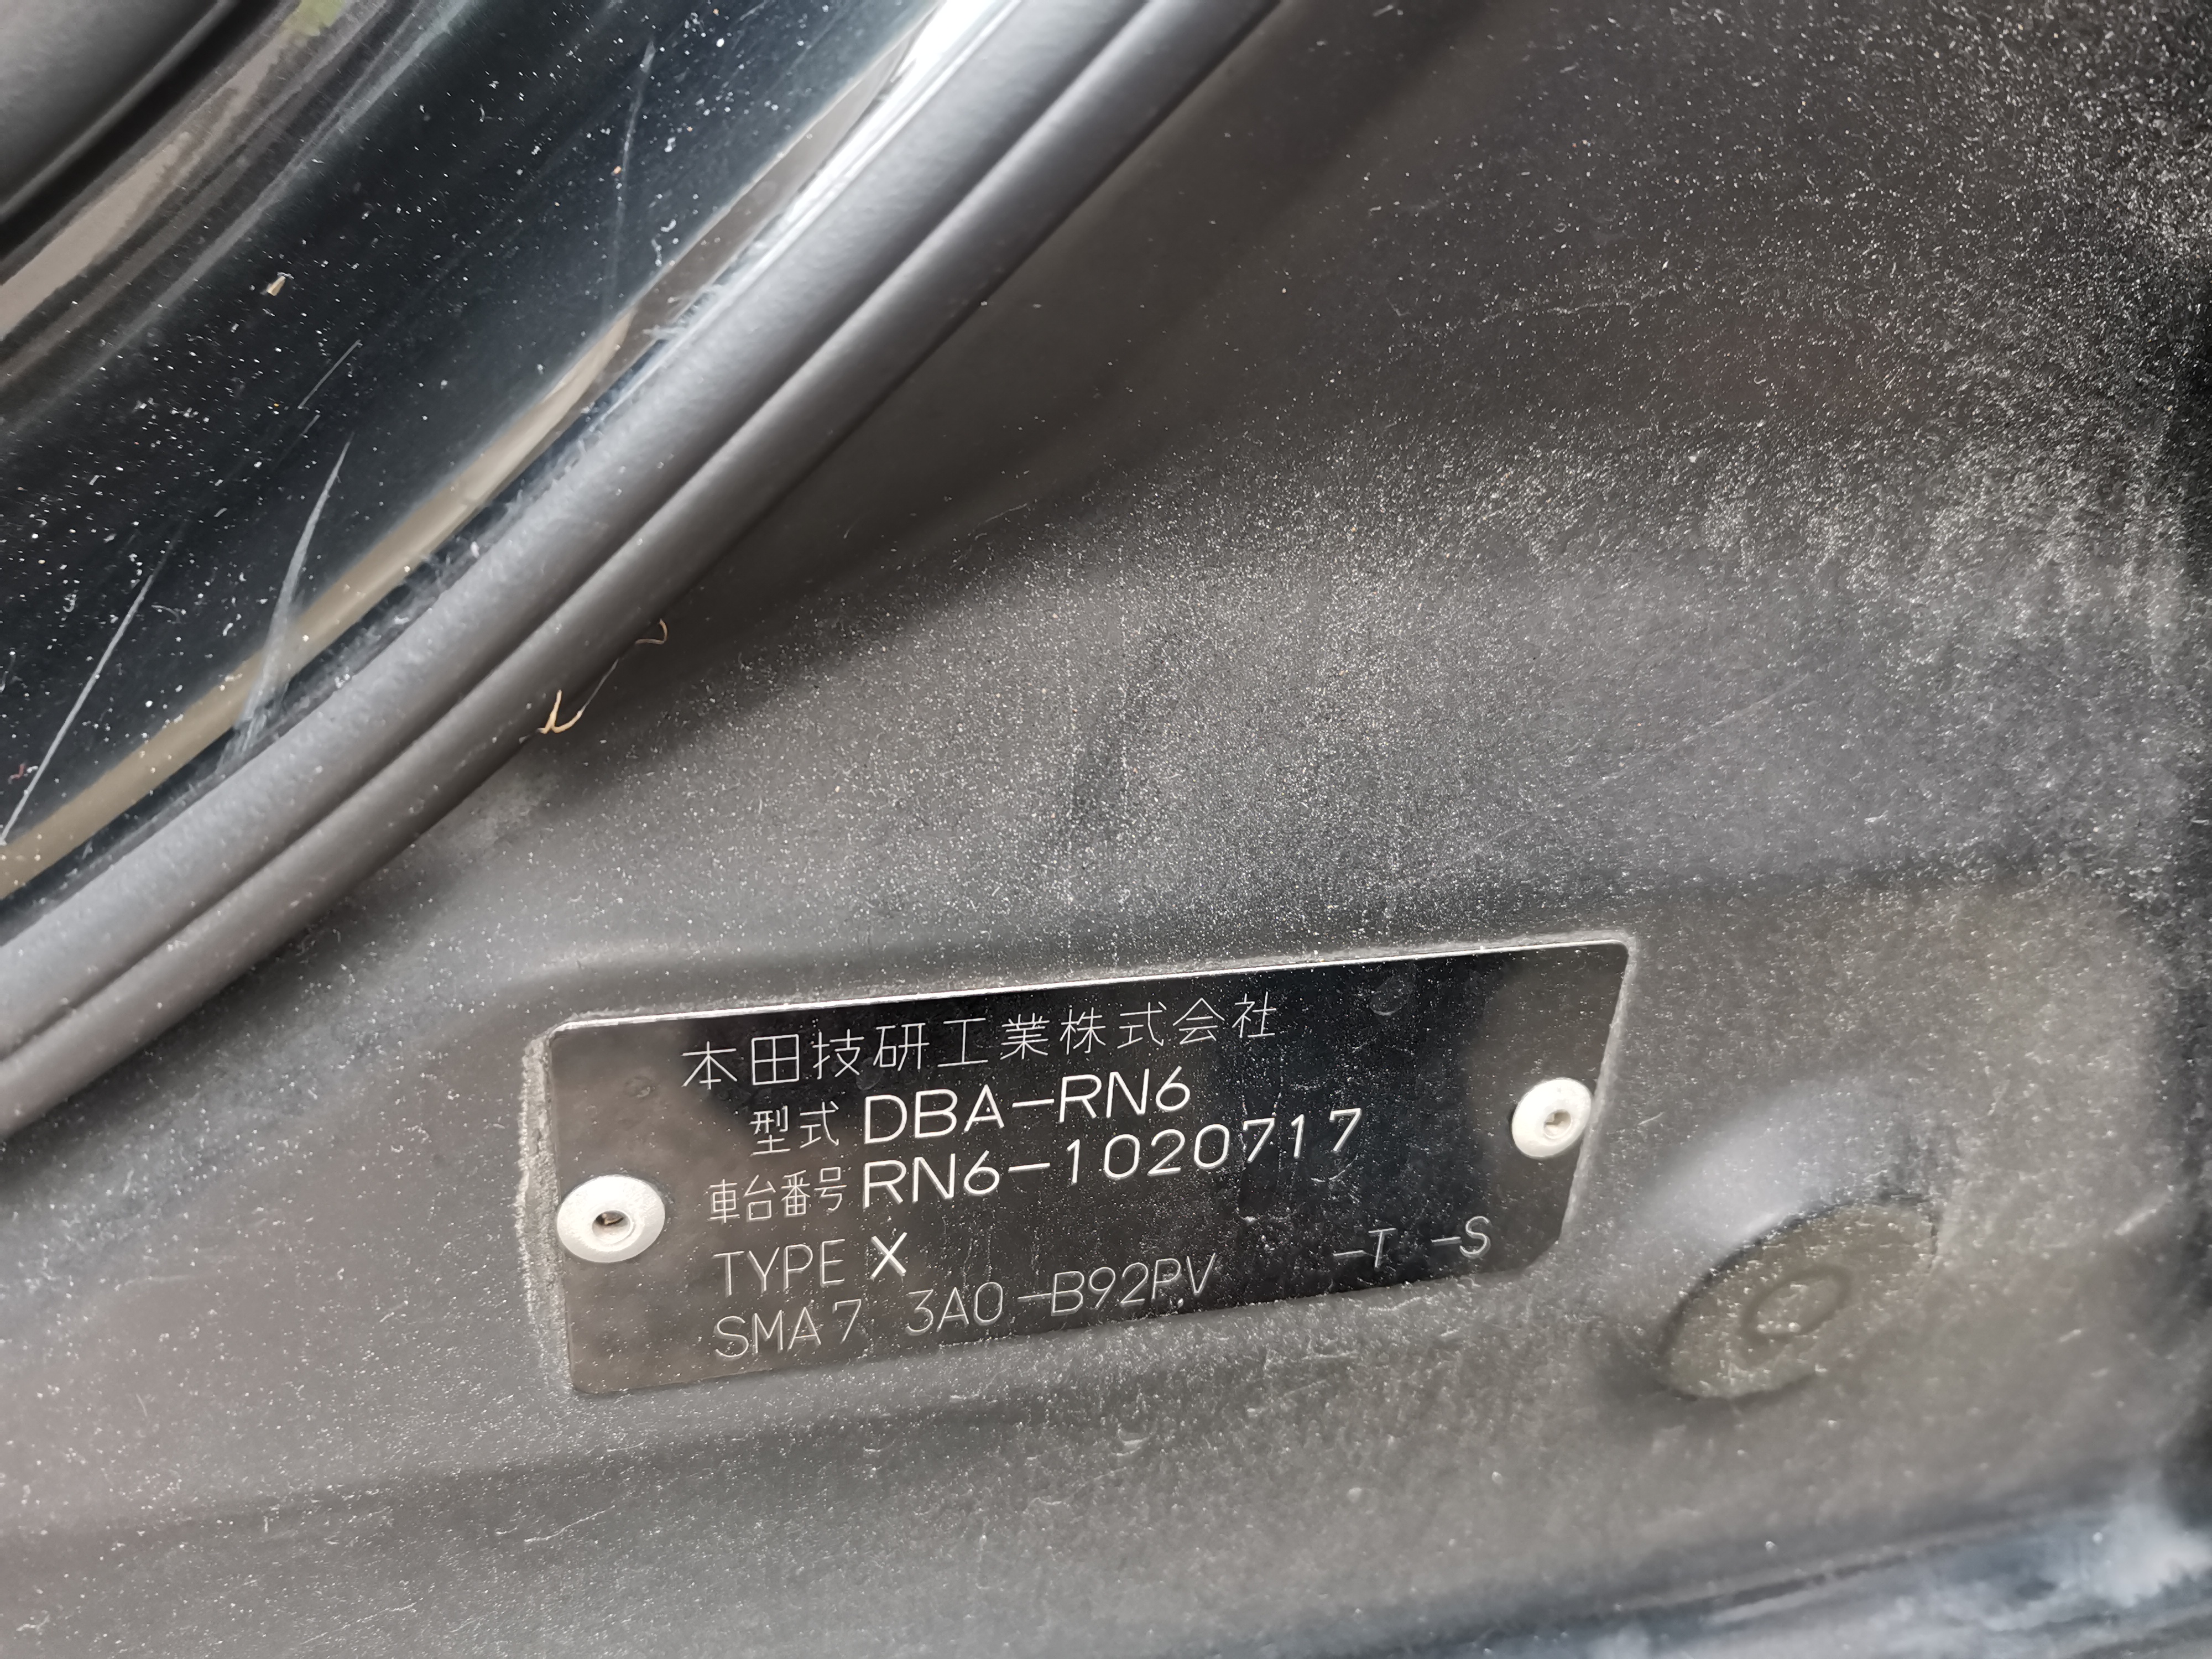 本田技研工業株式会社
型式 DBA-RN6
車台番号 RN6-1020717
TYPE X
SMA7 3A0-B92PV -T -S